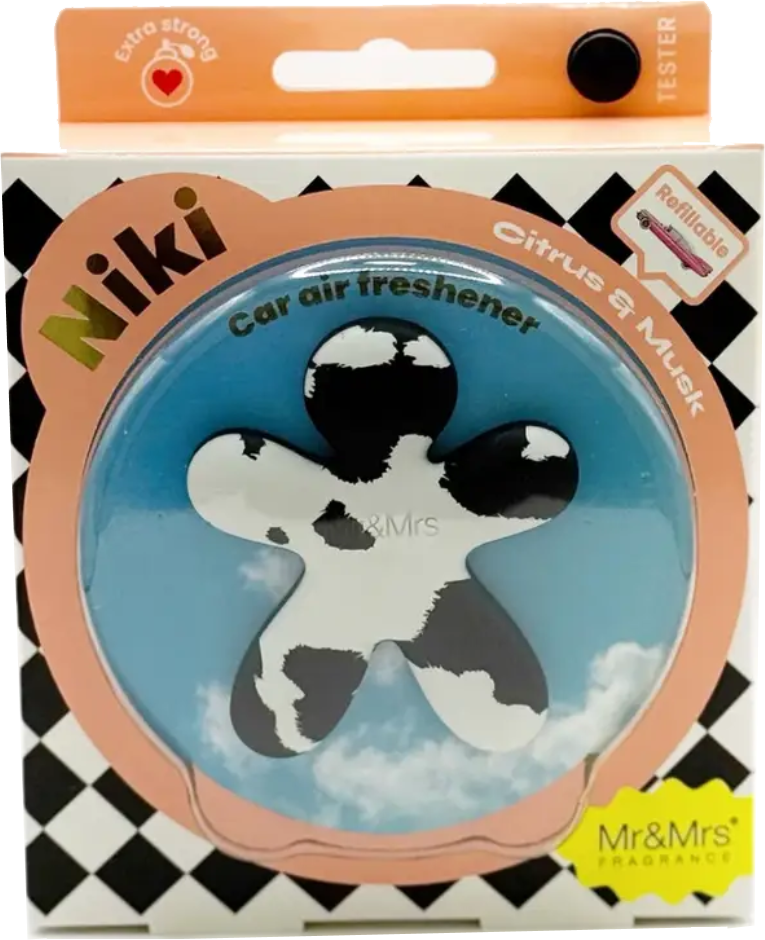 Extra strong
TESTER
Niki
Citrus & Musk
Refillable
Car air freshener
Mr&Mrs
Mr&Mrs
FRAGRANCE